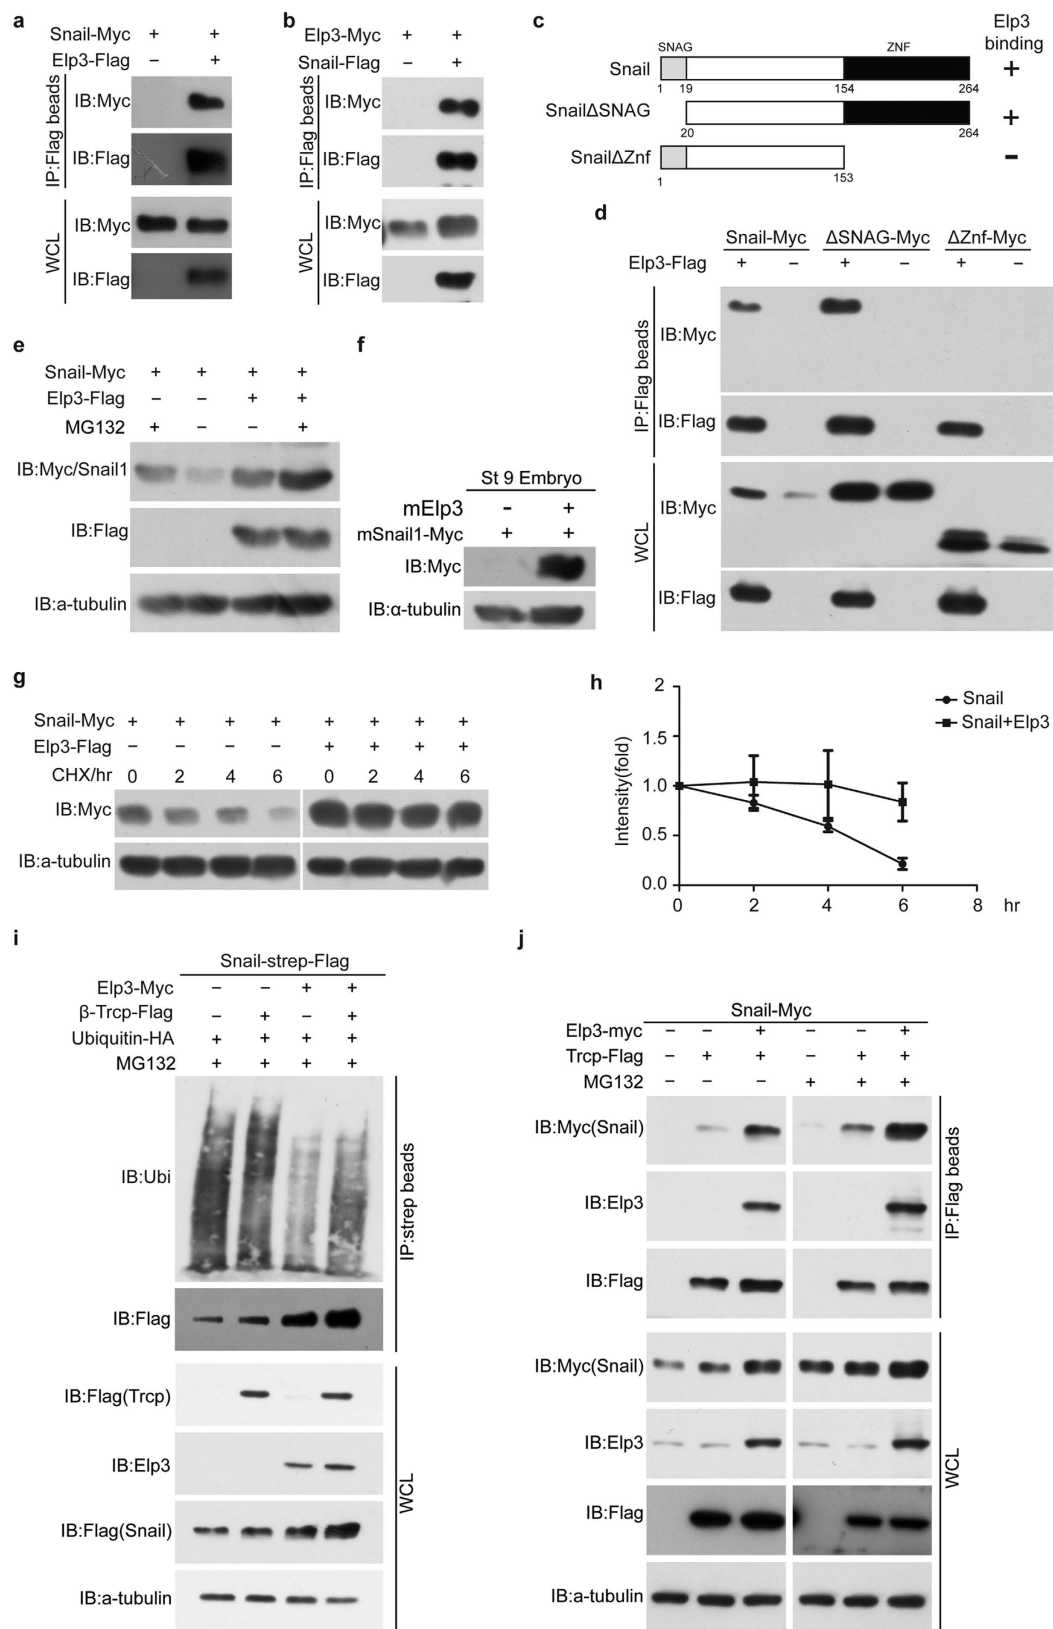 a
Snail-Myc + +
Elp3-Flag – +
IP:Flag beads
IB:Myc
IB:Flag
WCL
IB:Myc
IB:Flag
b
Elp3-Myc + +
Snail-Flag – +
IP:Flag beads
IB:Myc
IB:Flag
WCL
IB:Myc
IB:Flag
c
Elp3
binding
SNAG ZNF
Snail +
1 19 154 264
SnailΔSNAG +
20 264
SnailΔZnf –
1 153
d
Snail-Myc ΔSNAG-Myc ΔZnf-Myc
Elp3-Flag + – + – + –
IP:Flag beads
IB:Myc
IB:Flag
WCL
IB:Myc
IB:Flag
e
Snail-Myc + + + +
Elp3-Flag – – + +
MG132 + – – +
IB:Myc/Snail1
IB:Flag
IB:a-tubulin
f
St 9 Embryo
mElp3 – +
mSnail1-Myc + +
IB:Myc
IB:α-tubulin
g
Snail-Myc + + + + + + + +
Elp3-Flag – – – – + + + +
CHX/hr 0 2 4 6 0 2 4 6
IB:Myc
IB:a-tubulin
h
Intensity(fold)
2
1.5
1.0
0.5
0.0
0 2 4 6 8 hr
Snail
Snail+Elp3
i
Snail-strep-Flag
Elp3-Myc – – + +
β-Trcp-Flag – + – +
Ubiquitin-HA + + + +
MG132 + + + +
IB:Ubi
IB:Flag
IP:strep beads
IB:Flag(Trcp)
IB:Elp3
IB:Flag(Snail)
IB:a-tubulin
WCL
j
Snail-Myc
Elp3-myc – – + – – +
Trcp-Flag – + + – + +
MG132 – – – + + +
IB:Myc(Snail)
IB:Elp3
IB:Flag
IP:Flag beads
IB:Myc(Snail)
IB:Elp3
IB:Flag
IB:a-tubulin
WCL